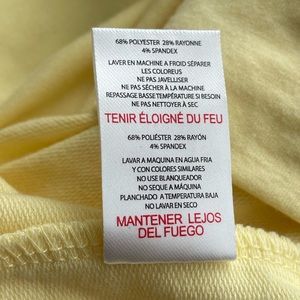 68% POLYESTER 28% RAYONNE
4% SPANDEX
LAVER EN MACHINE A FROID SÉPARER
LES COLOREUS
NE PAS JAVELLISER
NE PAS SÉCHER À LA MACHINE
REPASSAGE BASSE TEMPÉRATURE SI BESOIN
NE PAS NETTOYER À SEC
TENIR ÉLOIGNÉ DU FEU
68% POLIÉSTER 28% RAYÓN
4% SPANDEX
LAVAR A MAQUINA EN AGUA FRIA
Y CON COLORES SIMILARES
NO USE BLANQUEADOR
NO SEQUE A MÁQUINA
PLANCHADO A TEMPERATURA BAJA
NO LAVAR EN SECO
MANTENER LEJOS
DEL FUEGO